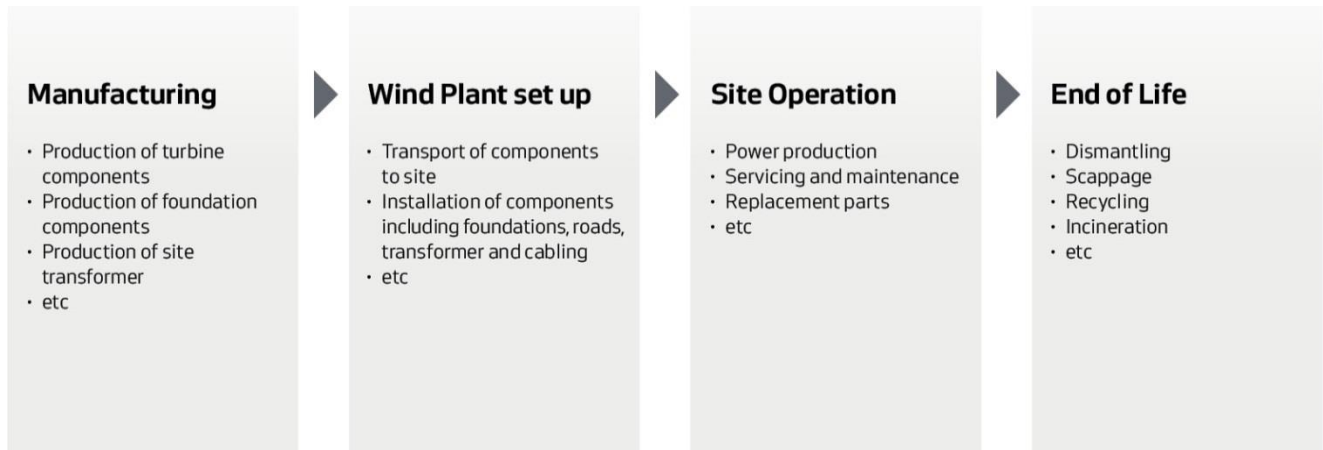 Manufacturing
• Production of turbine
components
• Production of foundation
components
• Production of site
transformer
• etc
Wind Plant set up
• Transport of components
to site
• Installation of components
including foundations, roads,
transformer and cabling
• etc
Site Operation
• Power production
• Servicing and maintenance
• Replacement parts
• etc
End of Life
• Dismantling
• Scappage
• Recycling
• Incineration
• etc